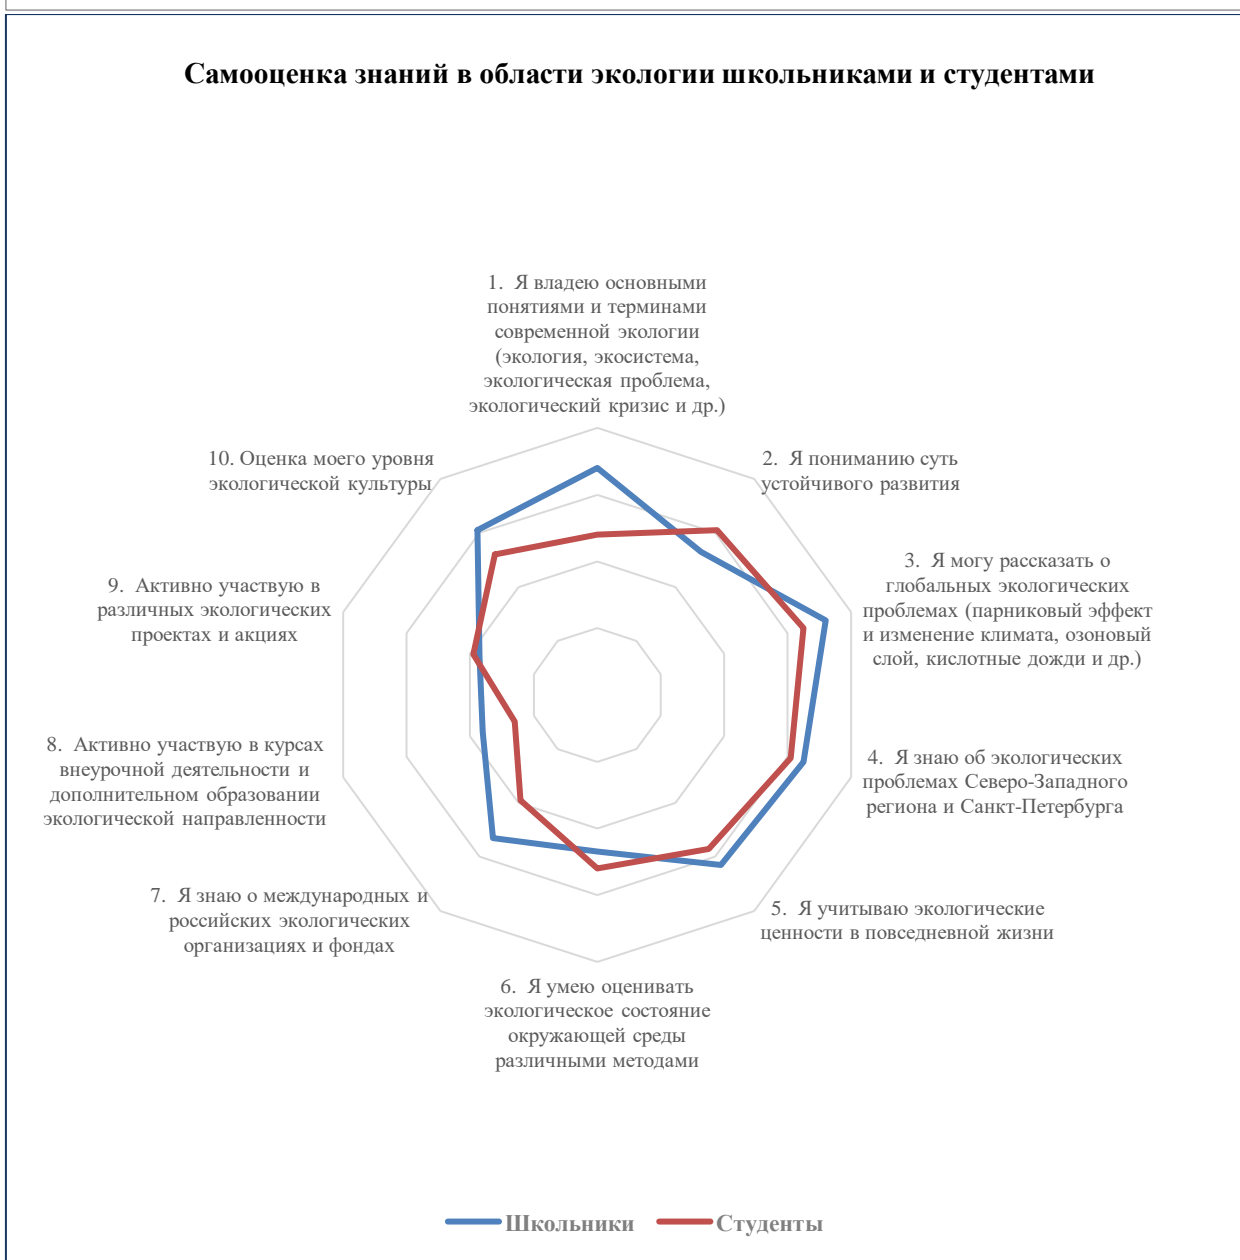 Самооценка знаний в области экологии школьниками и студентами
1. Я владею основными
понятиями и терминами
современной экологии
(экология, экосистема,
экологическая проблема,
экологический кризис и др.)
2. Я пониманию суть
устойчивого развития
3. Я могу рассказать о
глобальных экологических
проблемах (парниковый эффект
и изменение климата, озоновый
слой, кислотные дожди и др.)
4. Я знаю об экологических
проблемах Северо-Западного
региона и Санкт-Петербурга
5. Я учитываю экологические
ценности в повседневной жизни
6. Я умею оценивать
экологическое состояние
окружающей среды
различными методами
7. Я знаю о международных и
российских экологических
организациях и фондах
8. Активно участвую в курсах
внеурочной деятельности и
дополнительном образовании
экологической направленности
9. Активно участвую в
различных экологических
проектах и акциях
10. Оценка моего уровня
экологической культуры
Школьники
Студенты